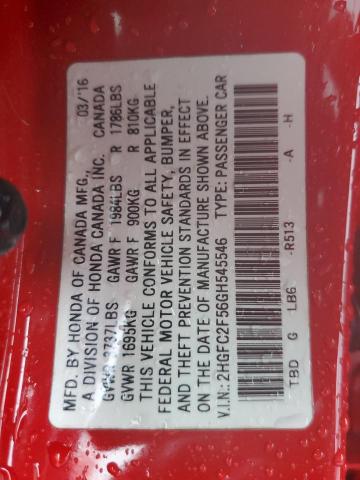 MFD. BY HONDA OF CANADA MFG., 03/'16
A DIVISION OF HONDA CANADA INC. CANADA
GVWR 3737LBS GAWR F 1984LBS R 1786LBS
GVWR 1695KG GAWR F 900KG R 810KG
THIS VEHICLE CONFORMS TO ALL APPLICABLE
FEDERAL MOTOR VEHICLE SAFETY, BUMPER,
AND THEFT PREVENTION STANDARDS IN EFFECT
ON THE DATE OF MANUFACTURE SHOWN ABOVE.
V.I.N.: 2HGFC2F56GH545546 TYPE: PASSENGER CAR
TBD G LB6 -R513 -A -H